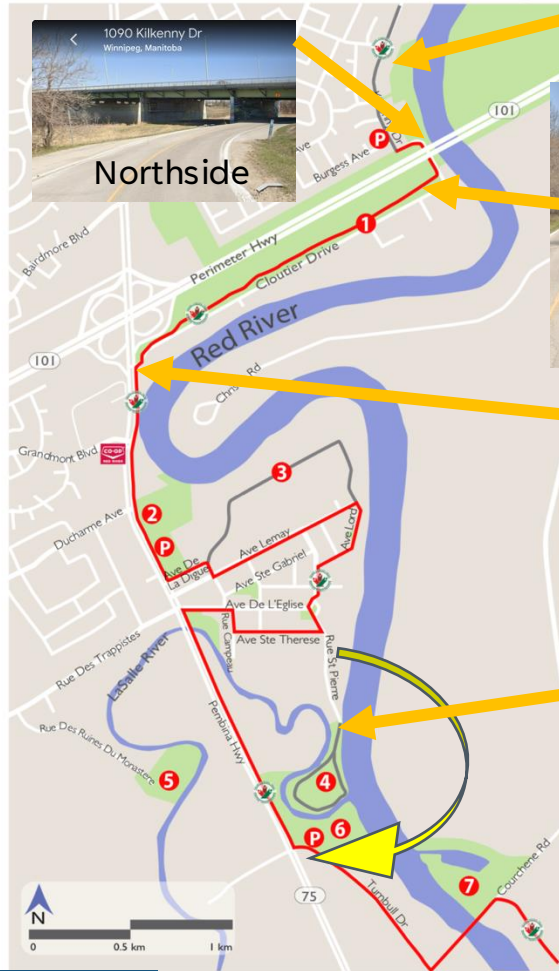 1090 Kilkenny Dr
Winnipeg, Manitoba
Northside
101
P
Burgess Ave
Bairdmore Blvd
1
Perimeter Hwy
Cloutier Drive
Red River
101
Grandmont Blvd
CO-OP
3
2
Ducharme Ave
P
Ave De
La Digue
Ave Lemay
Ave Lord
Ave Ste Gabriel
Ave De L'Eglise
Rue Campeau
Ave Ste Therese
Rue Des Trappistes
LaSalle River
Rue St Pierre
Rue Des Ruines Du Monastere
5
Pembina Hwy
4
P
6
7
Courchene Rd
Turnbull Dr
75
N
0
0.5 km
1 km